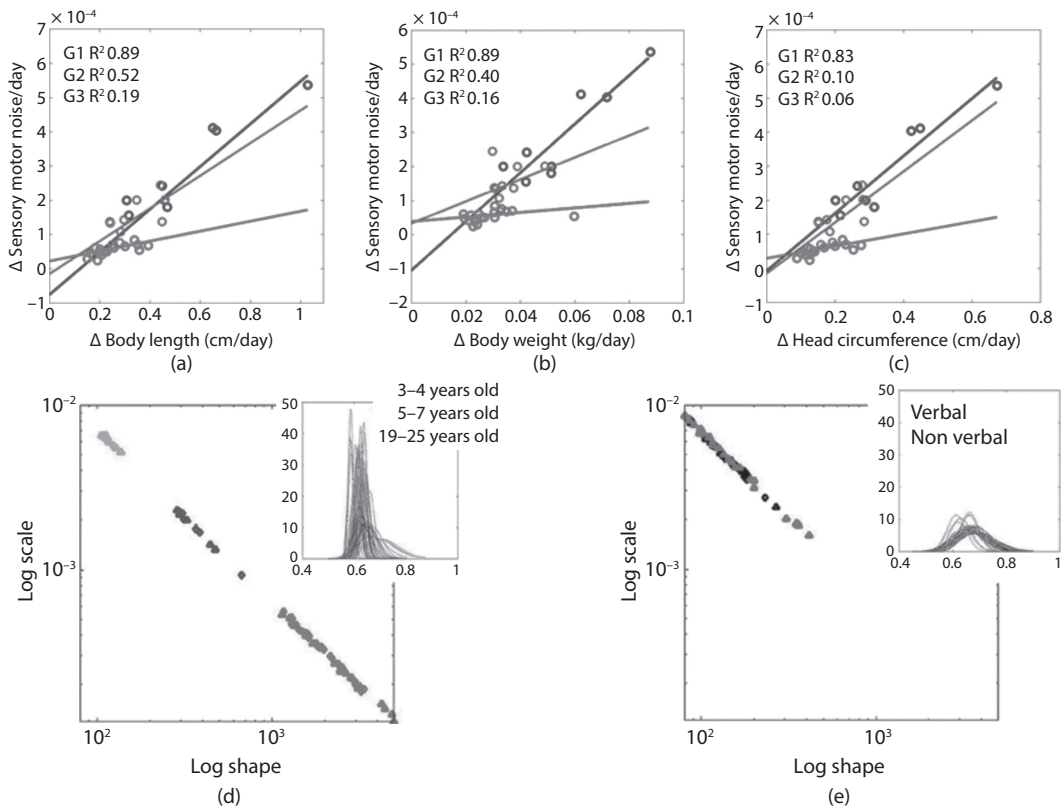 × 10⁻⁴
7
6
5
4
3
2
1
0
−1
G1 R² 0.89
G2 R² 0.52
G3 R² 0.19
Δ Sensory motor noise/day
0 0.2 0.4 0.6 0.8 1
Δ Body length (cm/day)
(a)
× 10⁻⁴
6
5
4
3
2
1
0
−1
−2
G1 R² 0.89
G2 R² 0.40
G3 R² 0.16
Δ Sensory motor noise/day
0 0.02 0.04 0.06 0.08 0.1
Δ Body weight (kg/day)
(b)
× 10⁻⁴
7
6
5
4
3
2
1
0
−1
G1 R² 0.83
G2 R² 0.10
G3 R² 0.06
Δ Sensory motor noise/day
0 0.2 0.4 0.6 0.8
Δ Head circumference (cm/day)
(c)
10⁻²
10⁻³
Log scale
10² 10³
Log shape
(d)
50
40
30
20
10
0
0.4 0.6 0.8 1
3–4 years old
5–7 years old
19–25 years old
10⁻²
10⁻³
Log scale
10² 10³
Log shape
(e)
50
40
30
20
10
0
0.4 0.6 0.8 1
Verbal
Non verbal